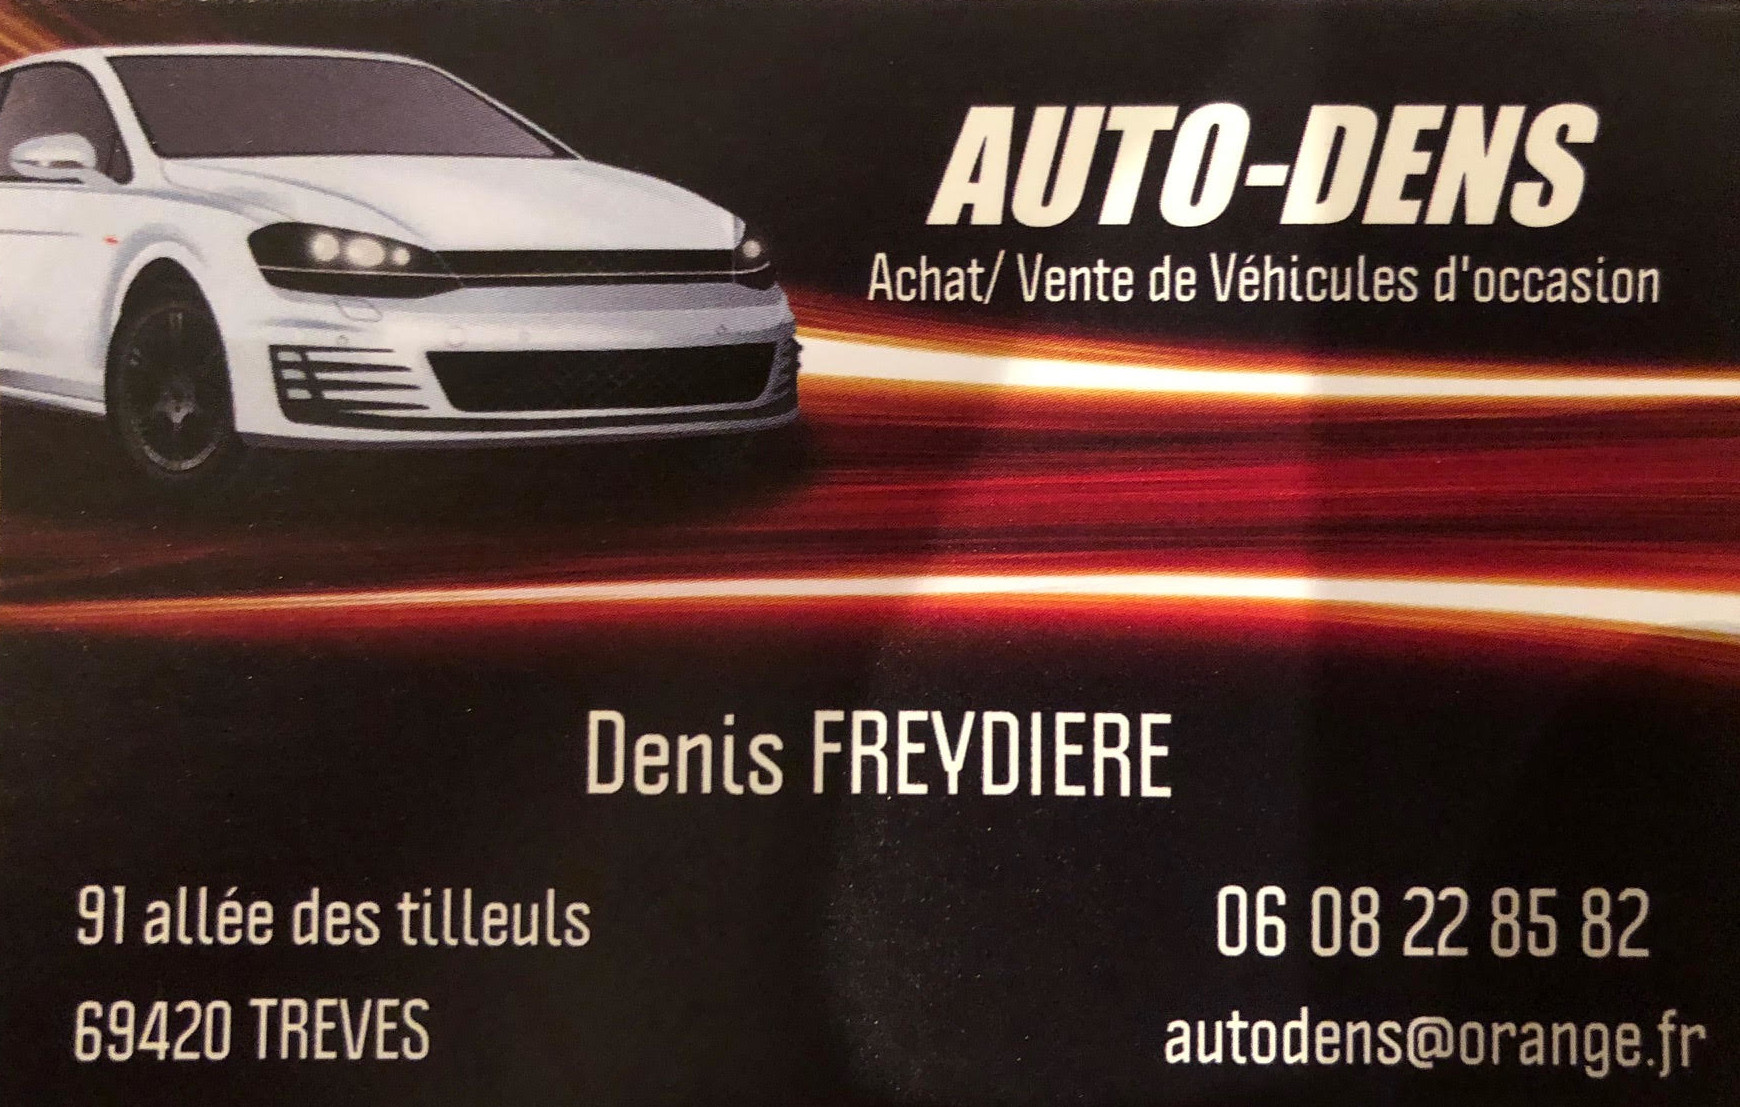 AUTO-DENS
Achat/ Vente de Véhicules d'occasion
Denis FREYDIERE
91 allée des tilleuls
69420 TREVES
06 08 22 85 82
autodens@orange.fr